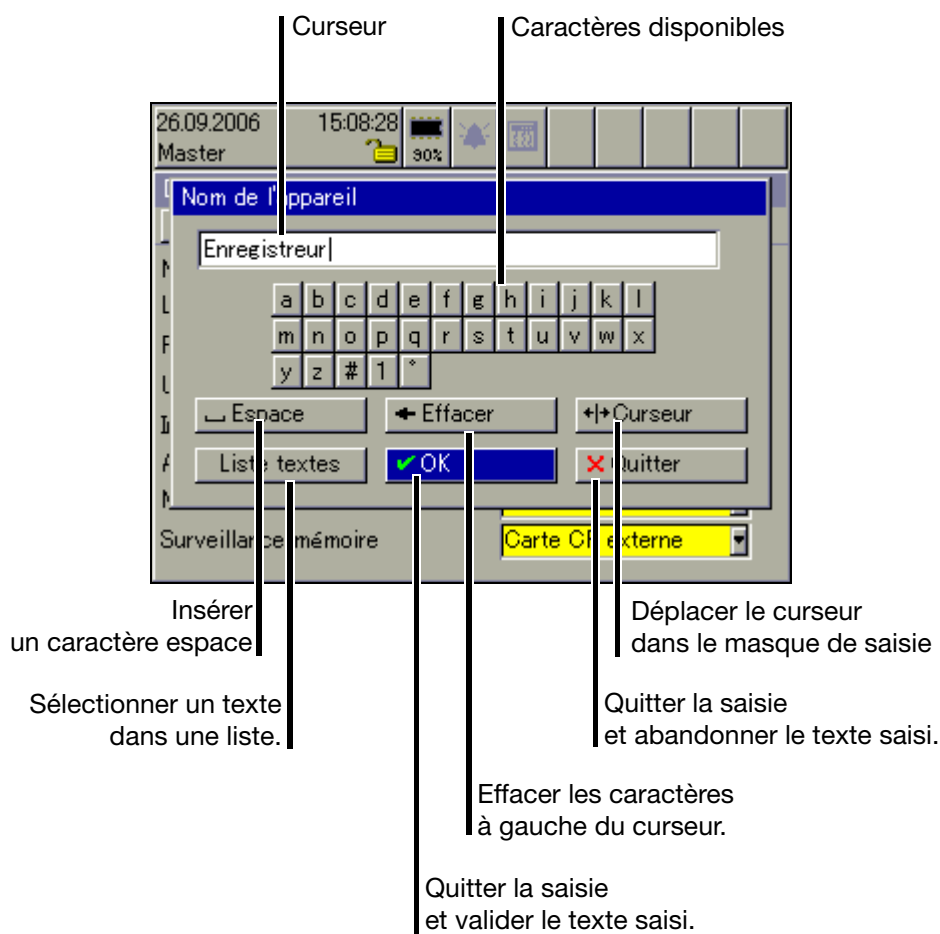 Curseur
Caractères disponibles
26.09.2006 15:08:28
Master 90%
Nom de l'appareil
Enregistreur
a b c d e f g h i j k l
m n o p q r s t u v w x
y z # 1 °
Espace Effacer Curseur
Liste textes OK Quitter
Surveillance mémoire Carte CF externe
Insérer
un caractère espace
Déplacer le curseur
dans le masque de saisie
Sélectionner un texte
dans une liste.
Quitter la saisie
et abandonner le texte saisi.
Effacer les caractères
à gauche du curseur.
Quitter la saisie
et valider le texte saisi.